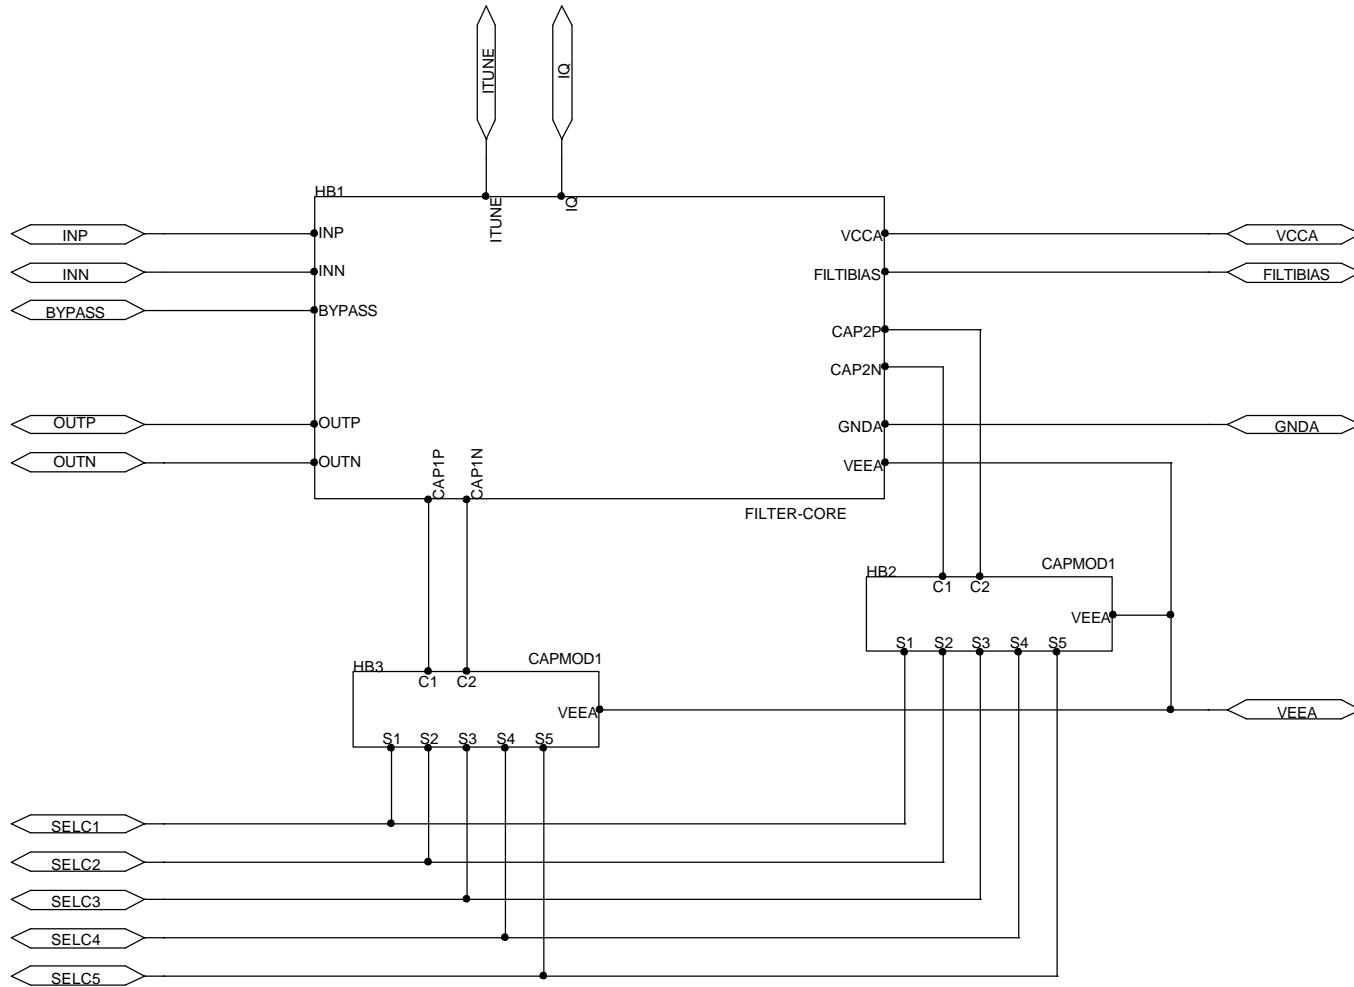 ITUNE
IQ
HB1
ITUNE
IQ
INP
INP
VCCA
VCCA
INN
INN
FILTIBIAS
FILTIBIAS
BYPASS
BYPASS
CAP2P
CAP2N
OUTP
OUTP
GNDA
GNDA
OUTN
OUTN
CAP1P
CAP1N
VEEA
FILTER-CORE
HB2
CAPMOD1
C1
C2
VEEA
S1
S2
S3
S4
S5
HB3
CAPMOD1
C1
C2
VEEA
VEEA
S1
S2
S3
S4
S5
SELC1
SELC2
SELC3
SELC4
SELC5